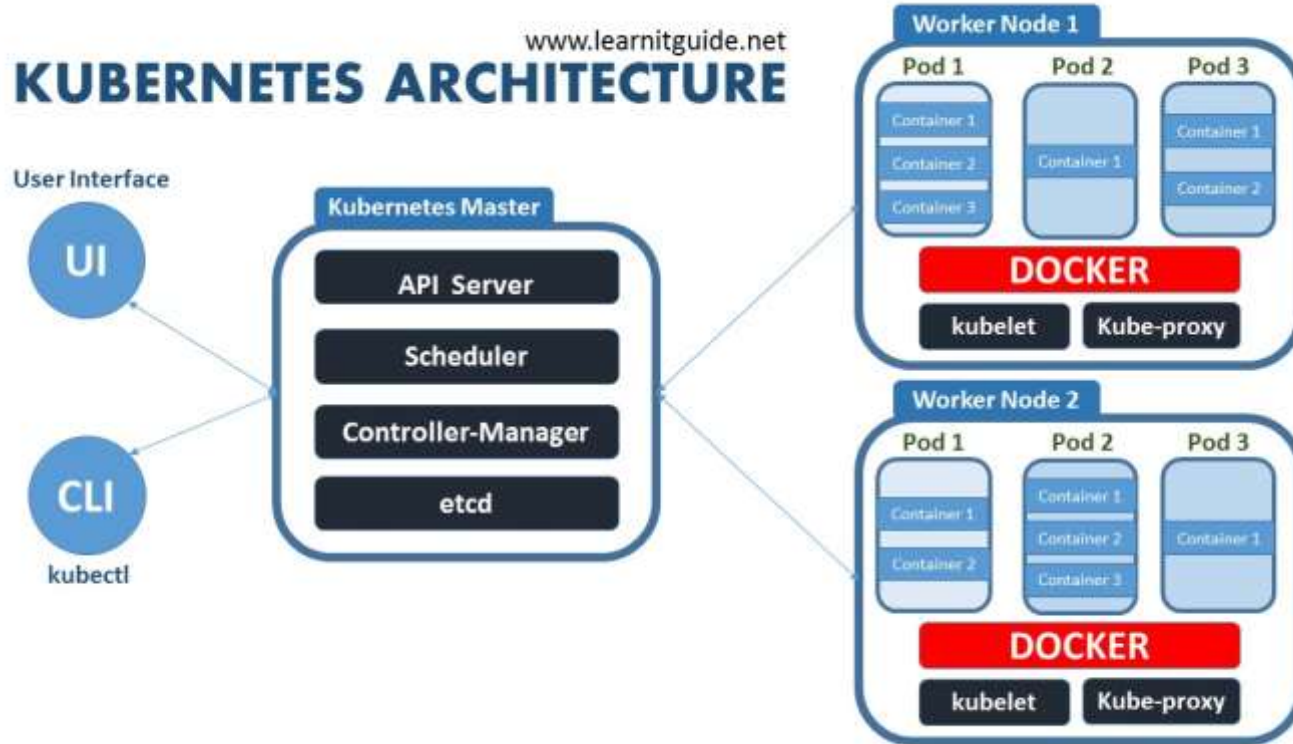 www.learnitguide.net
KUBERNETES ARCHITECTURE
User Interface
UI
CLI
kubectl
Kubernetes Master
API Server
Scheduler
Controller-Manager
etcd
Worker Node 1
Pod 1
Pod 2
Pod 3
Container 1
Container 2
Container 3
Container 1
Container 1
Container 2
DOCKER
kubelet
Kube-proxy
Worker Node 2
Pod 1
Pod 2
Pod 3
Container 1
Container 2
Container 1
Container 2
Container 3
Container 1
DOCKER
kubelet
Kube-proxy